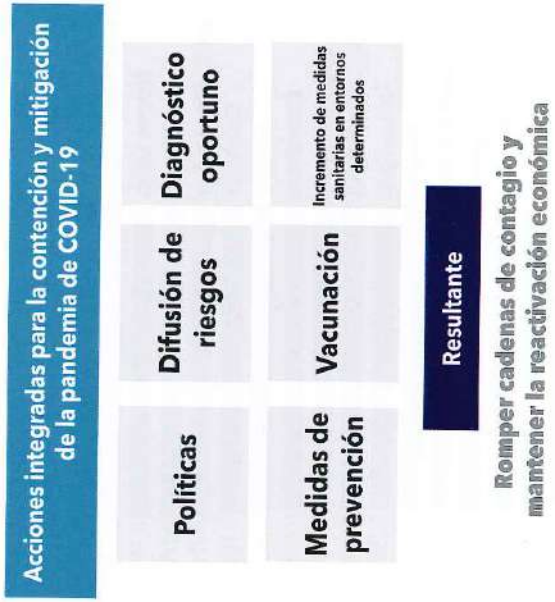 Acciones integradas para la contención y mitigación
de la pandemia de COVID-19
Políticas
Difusión de
riesgos
Diagnóstico
oportuno
Medidas de
prevención
Vacunación
Incremento de medidas
sanitarias en entornos
determinados
Resultante
Romper cadenas de contagio y
mantener la reactivación económica